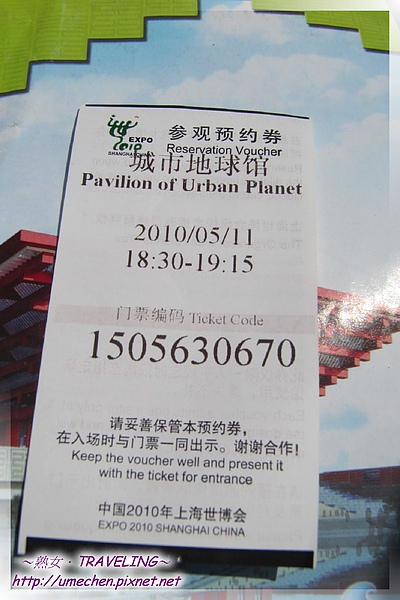 EXPO
2010
SHANGHAI CHINA
参观预约券
Reservation Voucher
城市地球馆
Pavilion of Urban Planet
2010/05/11
18:30-19:15
门票编码 Ticket Code
1505630670
请妥善保管本预约券，
在入场时与门票一同出示。谢谢合作！
Keep the voucher well and present it
with the ticket for entrance
中国2010年上海世博会
EXPO 2010 SHANGHAI CHINA
～熟女．TRAVELING～
http://umechen.pixnet.net